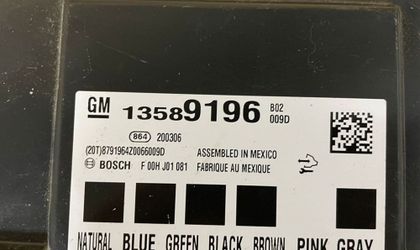 GM 13589196 B02 009D
864 200306
(20T)8791964Z0066009D
ASSEMBLED IN MEXICO
BOSCH F 00H J01 081 FABRIQUE AU MEXIQUE
NATURAL BLUE GREEN BLACK BROWN PINK GRAY